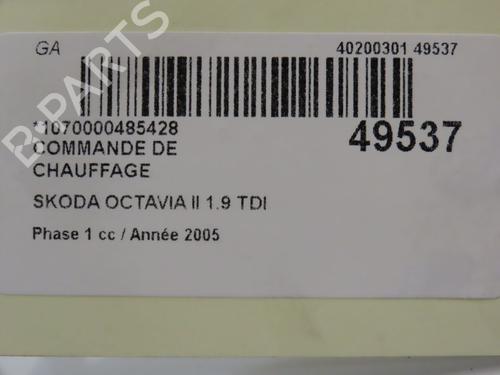 GA
40200301 49537
*1070000485428
49537
COMMANDE DE
CHAUFFAGE
SKODA OCTAVIA II 1.9 TDI
Phase 1 cc / Année 2005
B-PARTS